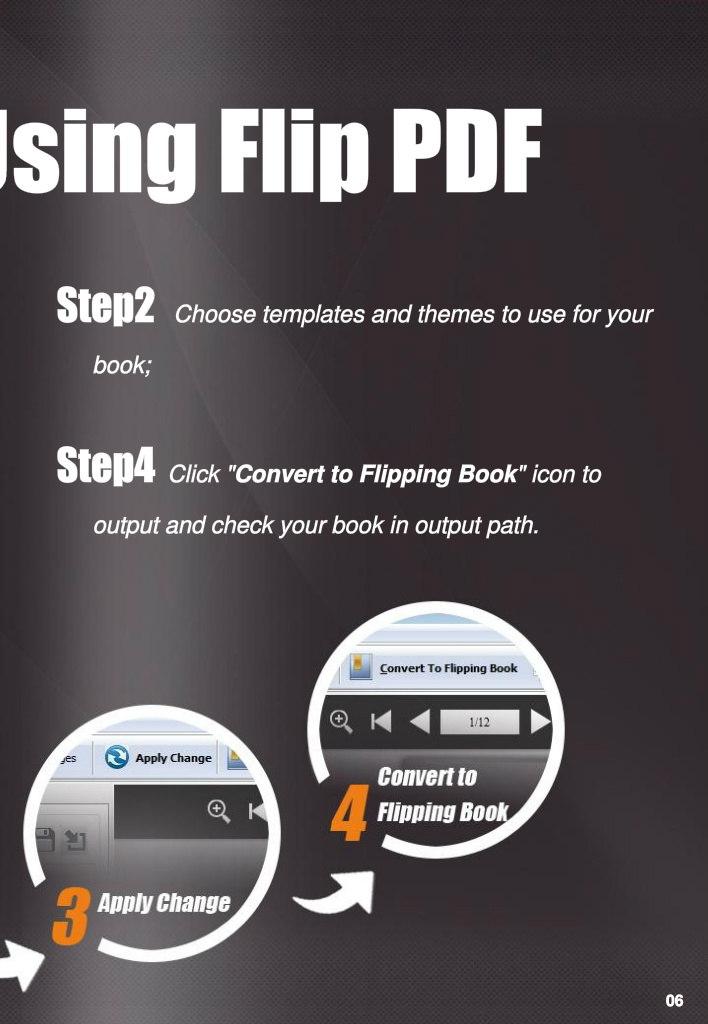 sing Flip PDF
Step2 Choose templates and themes to use for your
book;
Step4 Click "Convert to Flipping Book" icon to
output and check your book in output path.
Convert To Flipping Book
1/12
Convert to
4 Flipping Book
ges Apply Change
3 Apply Change
06